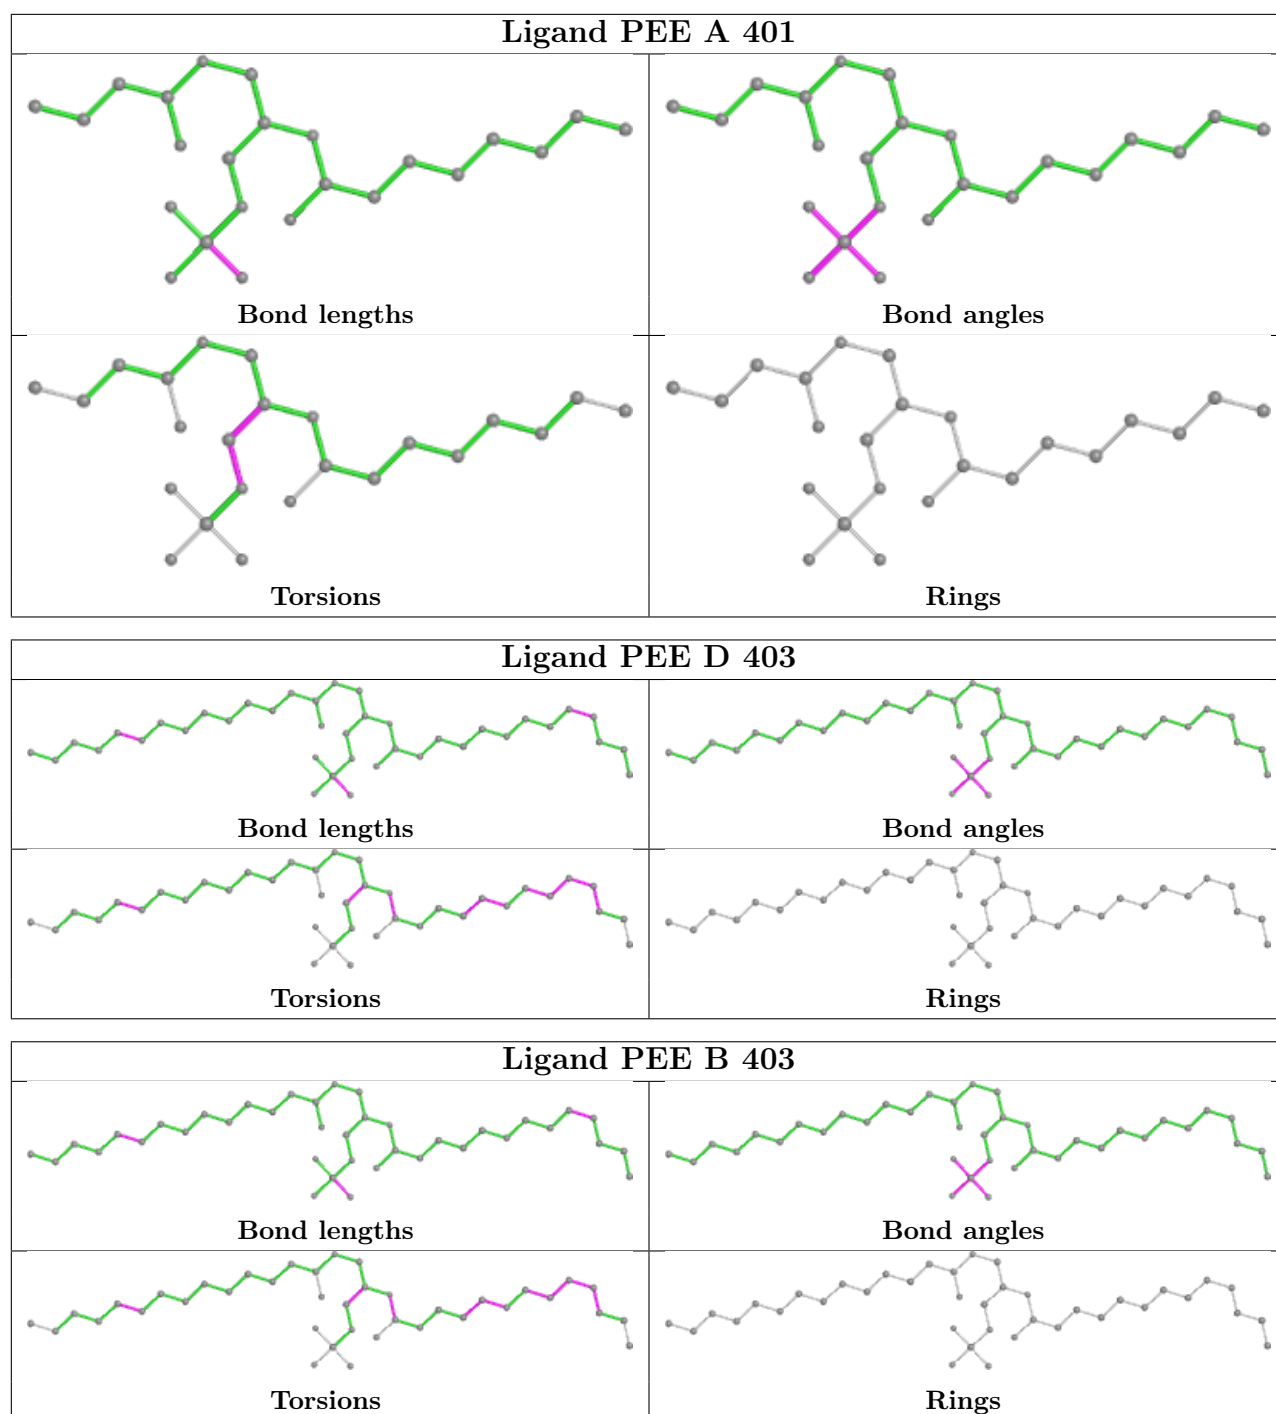 Ligand PEE A 401
Bond lengths
Bond angles
Torsions
Rings
Ligand PEE D 403
Bond lengths
Bond angles
Torsions
Rings
Ligand PEE B 403
Bond lengths
Bond angles
Torsions
Rings